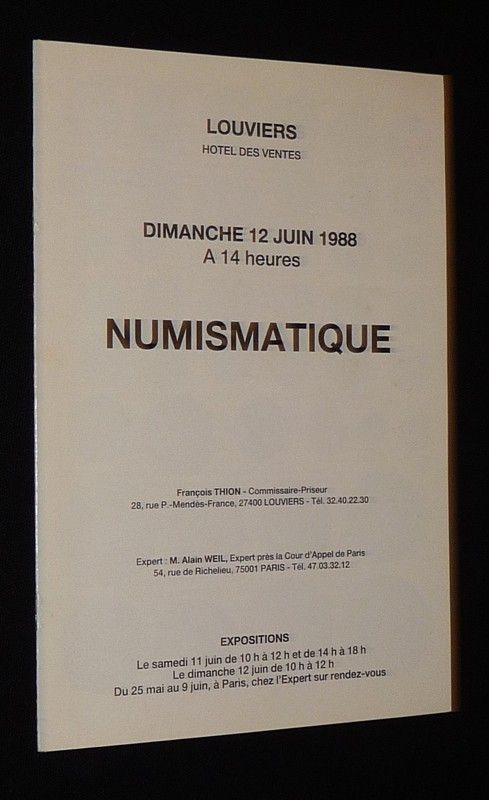 LOUVIERS
HOTEL DES VENTES
DIMANCHE 12 JUIN 1988
A 14 heures
NUMISMATIQUE
François THION - Commissaire-Priseur
28, rue P.-Mendès-France, 27400 LOUVIERS - Tél. 32.40.22.30
Expert : M. Alain WEIL, Expert près la Cour d'Appel de Paris
54, rue de Richelieu, 75001 PARIS - Tél. 47.03.32.12
EXPOSITIONS
Le samedi 11 juin de 10 h à 12 h et de 14 h à 18 h
Le dimanche 12 juin de 10 h à 12 h
Du 25 mai au 9 juin, à Paris, chez l'Expert sur rendez-vous